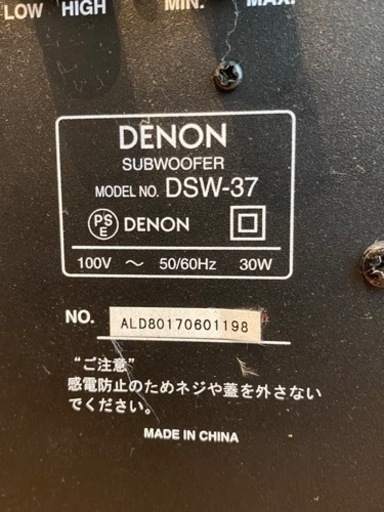 LOW HIGH MIN. MAX.
DENON
SUBWOOFER
MODEL NO. DSW-37
PS E DENON
100V ～ 50/60Hz 30W
NO. ALD80170601198
“ご注意”
感電防止のためネジや蓋を外さない
でください。
MADE IN CHINA